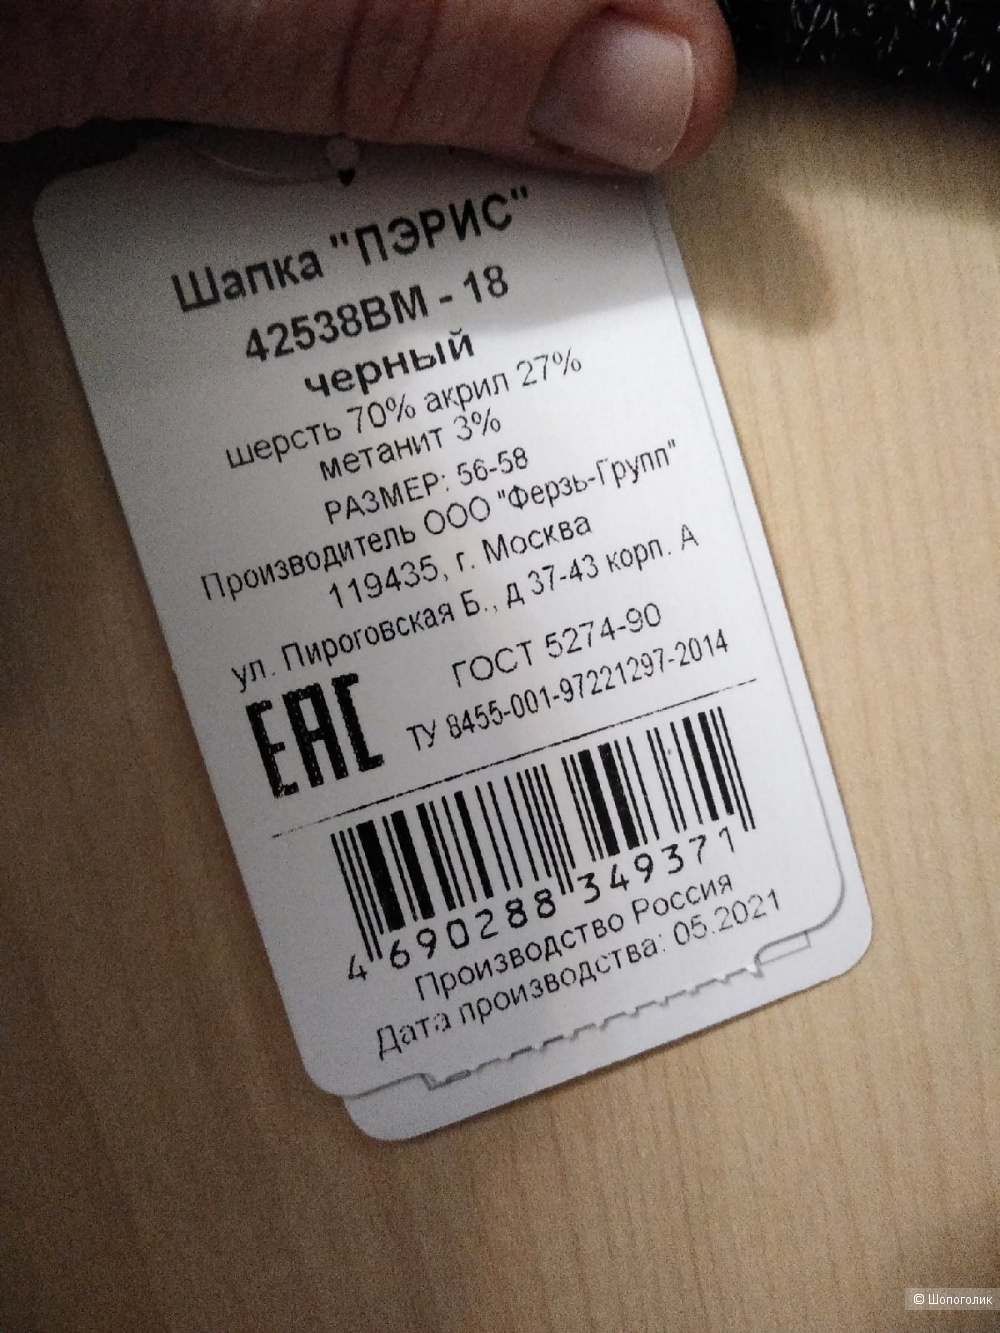 Шапка "ПЭРИС"
42538ВМ - 18
черный
шерсть 70% акрил 27%
метанит 3%
РАЗМЕР: 56-58
Производитель ООО "Ферзь-Групп"
119435, г. Москва
ул. Пироговская Б., д 37-43 корп. А
ГОСТ 5274-90
ТУ 8455-001-97221297-2014
EAC
4 690288 349371
Производство Россия
Дата производства: 05.2021
© Шопоголик